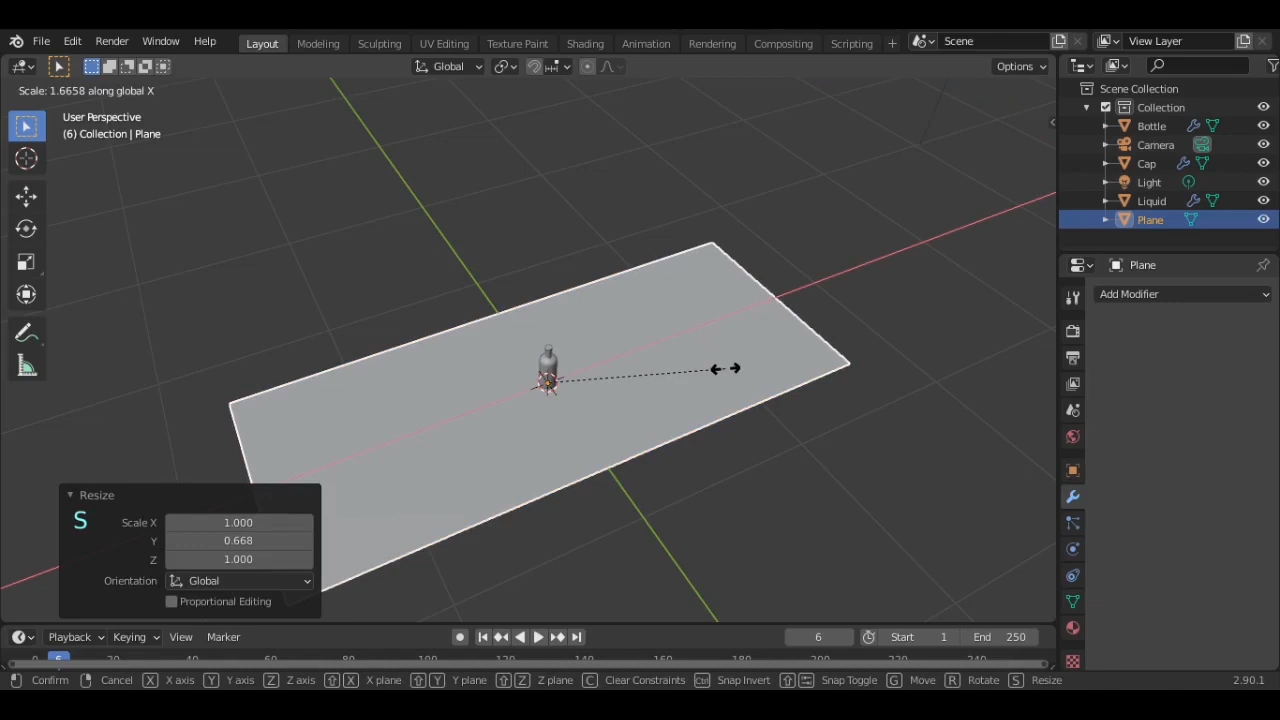 File Edit Render Window Help Layout Modeling Sculpting UV Editing Texture Paint Shading Animation Rendering Compositing Scripting Scene View Layer
Global Options
Scale: 1.6658 along global X
User Perspective
(6) Collection | Plane
Scene Collection
Collection
Bottle
Camera
Cap
Light
Liquid
Plane
Plane
Add Modifier
Resize
S
Scale X 1.000
Y 0.668
Z 1.000
Orientation Global
Proportional Editing
Playback Keying View Marker 6 Start 1 End 250
Confirm Cancel X X axis Y Y axis Z Z axis X X plane Y Y plane Z Z plane C Clear Constraints Ctrl Snap Invert Snap Toggle G Move R Rotate S Resize 2.90.1